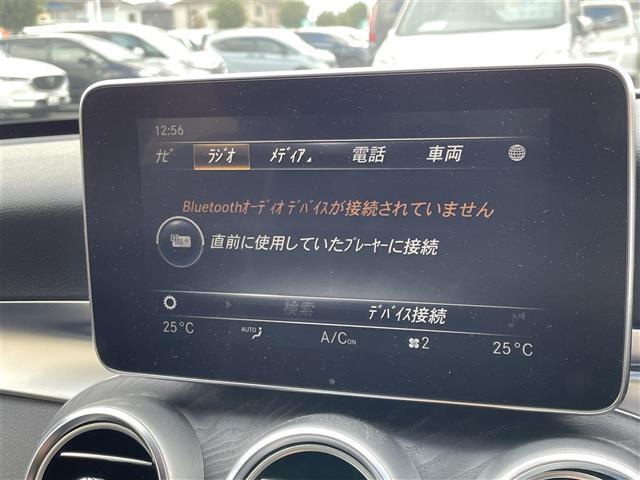 12:56
ﾅﾋﾞ ﾗｼﾞｵ ﾒﾃﾞｨｱ 電話 車両
Bluetoothｵｰﾃﾞｨｵ ﾃﾞﾊﾞｲｽが接続されていません
直前に使用していたﾌﾟﾚｰﾔｰに接続
検索 ﾃﾞﾊﾞｲｽ接続
25°C AUTO A/C ON 2 25°C